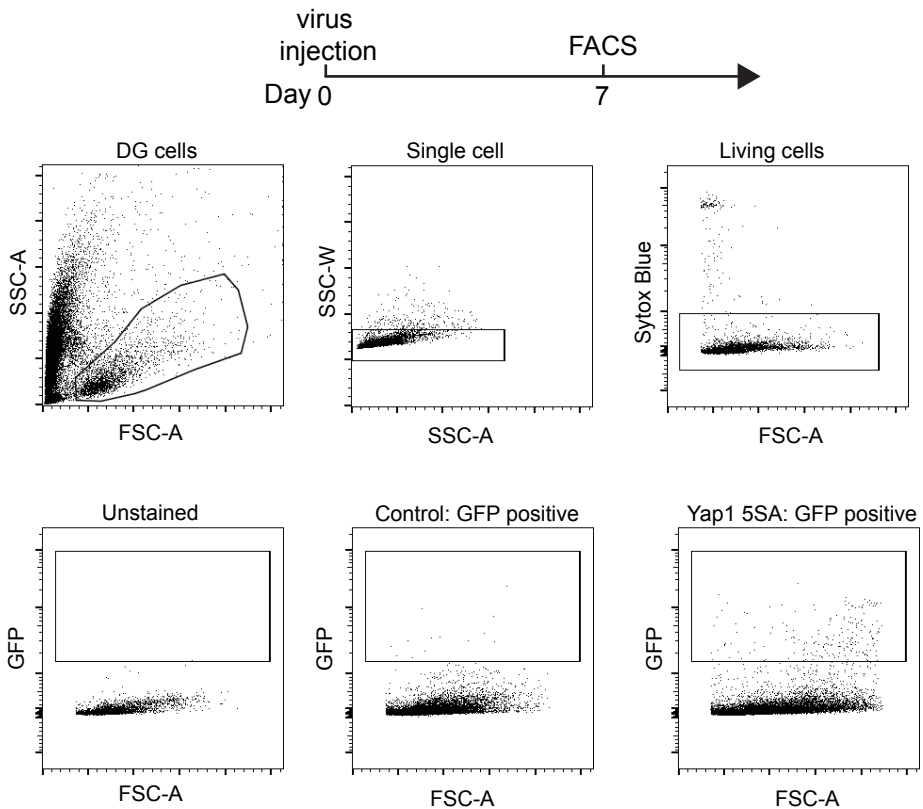 virus
injection
FACS
Day 0
7
DG cells
Single cell
Living cells
SSC-A
SSC-W
Sytox Blue
FSC-A
SSC-A
FSC-A
Unstained
Control: GFP positive
Yap1 5SA: GFP positive
GFP
GFP
GFP
FSC-A
FSC-A
FSC-A